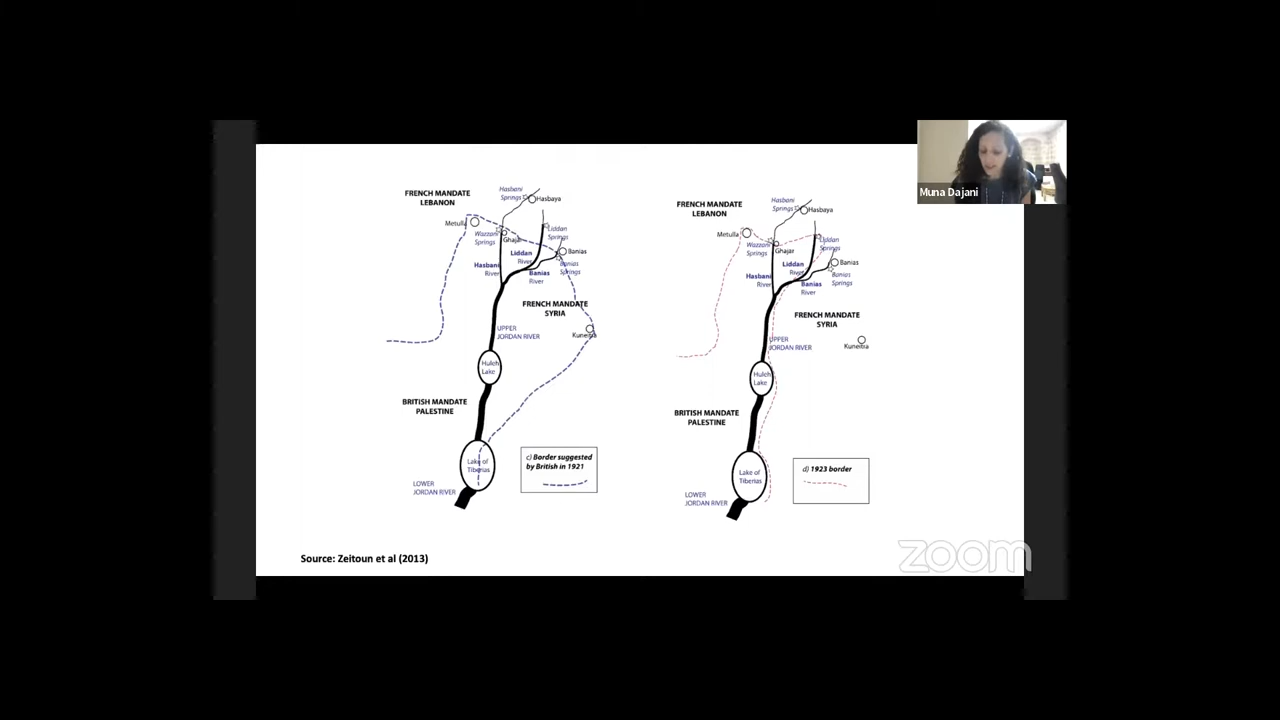 Muna Dajani
FRENCH MANDATE
LEBANON
Hasbani
Springs
Hasbaya
Metulla
Wazzani
Springs
Ghajar
Liddan
Springs
Liddan
River
Banias
Banias
Springs
Hasbani
River
Banias
River
FRENCH MANDATE
SYRIA
UPPER
JORDAN RIVER
Kuneitra
Huleh
Lake
BRITISH MANDATE
PALESTINE
Lake of
Tiberias
LOWER
JORDAN RIVER
c) Border suggested
by British in 1921
FRENCH MANDATE
LEBANON
Hasbani
Springs
Hasbaya
Metulla
Wazzani
Springs
Ghajar
Liddan
Springs
Liddan
River
Banias
Banias
Springs
Hasbani
River
Banias
River
FRENCH MANDATE
SYRIA
UPPER
JORDAN RIVER
Kuneitra
Huleh
Lake
BRITISH MANDATE
PALESTINE
Lake of
Tiberias
LOWER
JORDAN RIVER
d) 1923 border
Source: Zeitoun et al (2013)
zoom